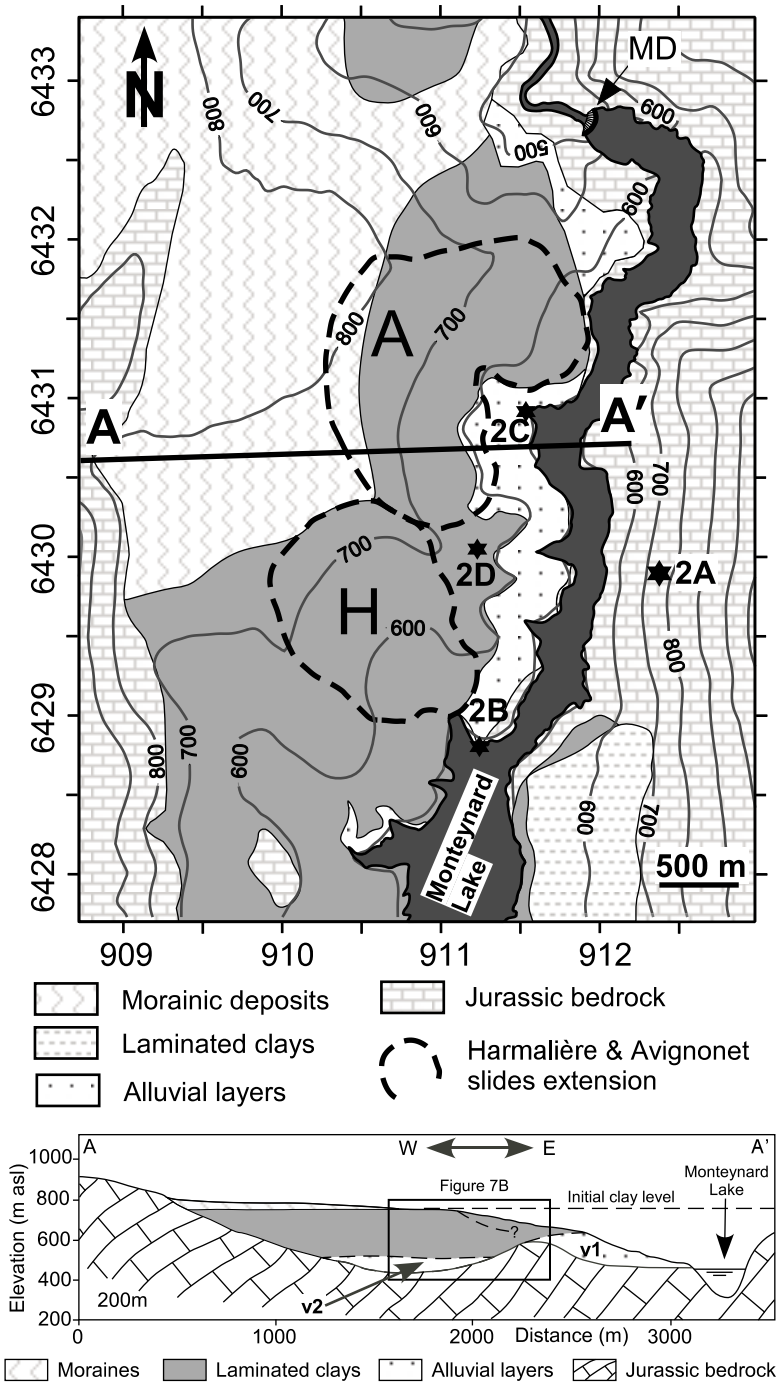 N
MD
6433
6432
6431
6430
6429
6428
800
700
600
600
500
600
800
700
A
A
A′
2C
600
700
700
2D
2A
H
600
800
2B
800
700
600
600
700
Monteynard
Lake
500 m
909
910
911
912
Morainic deposits
Jurassic bedrock
Laminated clays
Alluvial layers
Harmalière & Avignonet
slides extension
A
W
E
A’
Figure 7B
Monteynard
Lake
Initial clay level
Elevation (m asl)
1000
800
600
400
200
?
v1
v2
200m
0
1000
2000
Distance (m)
3000
Moraines
Laminated clays
Alluvial layers
Jurassic bedrock